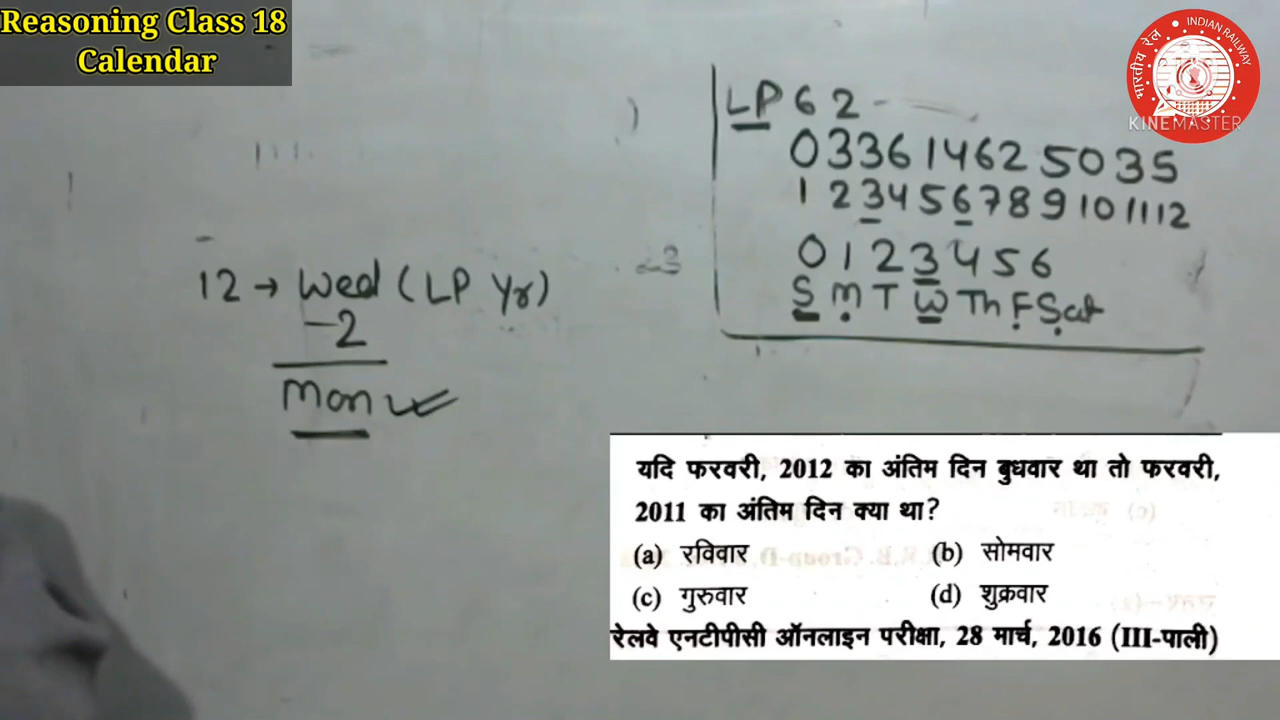 Reasoning Class 18
Calendar
INDIAN RAILWAY
भारतीय रेल
KINEMASTER
LP 6 2
0 3 3 6 1 4 6 2 5 0 3 5
1 2 3 4 5 6 7 8 9 10 11 12
0 1 2 3 4 5 6
S M T W Th F Sat
12 → Wed (LP Yr)
-2
Mon
यदि फरवरी, 2012 का अंतिम दिन बुधवार था तो फरवरी,
2011 का अंतिम दिन क्या था?
(a) रविवार (b) सोमवार
(c) गुरुवार (d) शुक्रवार
रेलवे एनटीपीसी ऑनलाइन परीक्षा, 28 मार्च, 2016 (III-पाली)